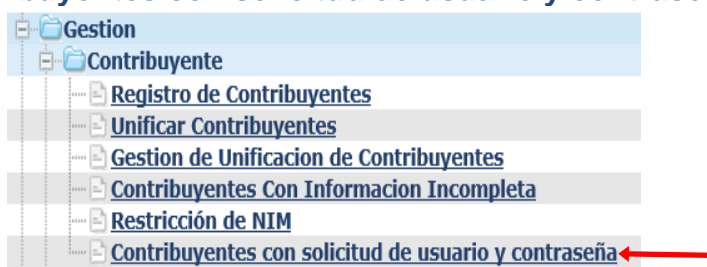 Gestion
Contribuyente
Registro de Contribuyentes
Unificar Contribuyentes
Gestion de Unificacion de Contribuyentes
Contribuyentes Con Informacion Incompleta
Restricción de NIM
Contribuyentes con solicitud de usuario y contraseña